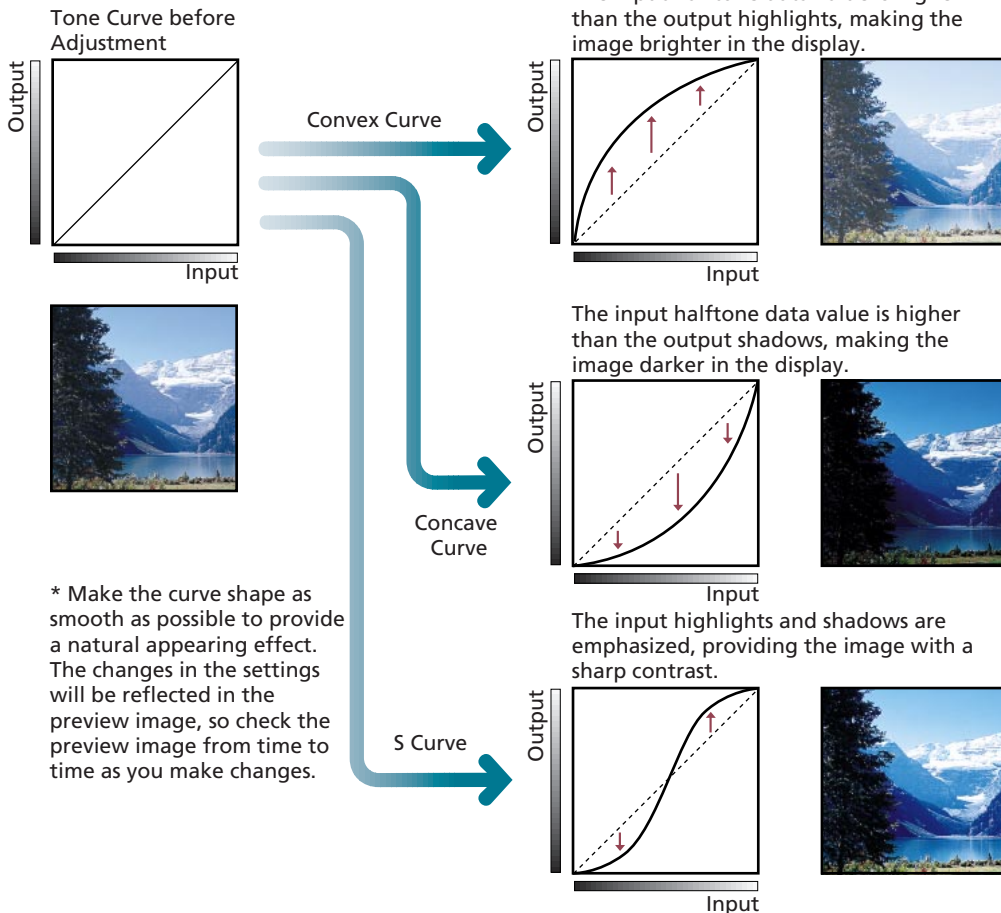 Tone Curve before
Adjustment
Output
Input
Convex Curve
than the output highlights, making the
image brighter in the display.
Output
Input
The input halftone data value is higher
than the output shadows, making the
image darker in the display.
Output
Input
Concave
Curve
* Make the curve shape as
smooth as possible to provide
a natural appearing effect.
The changes in the settings
will be reflected in the
preview image, so check the
preview image from time to
time as you make changes.
The input highlights and shadows are
emphasized, providing the image with a
sharp contrast.
S Curve
Output
Input